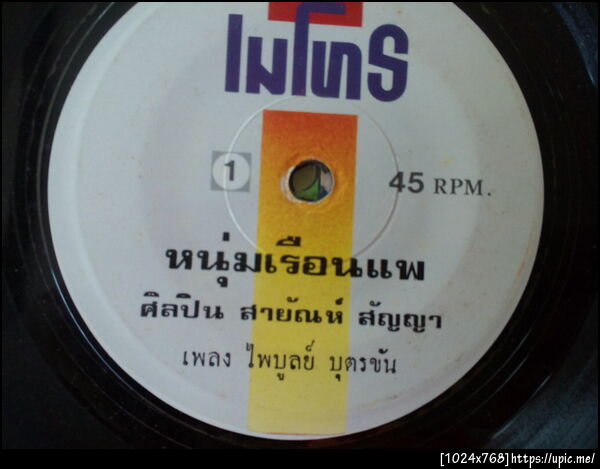 เมโทร
1
45 RPM.
หนุ่มเรือนแพ
ศิลปิน สายัณห์ สัญญา
เพลง ไพบูลย์ บุตรขัน
[1024x768]https://upic.me/